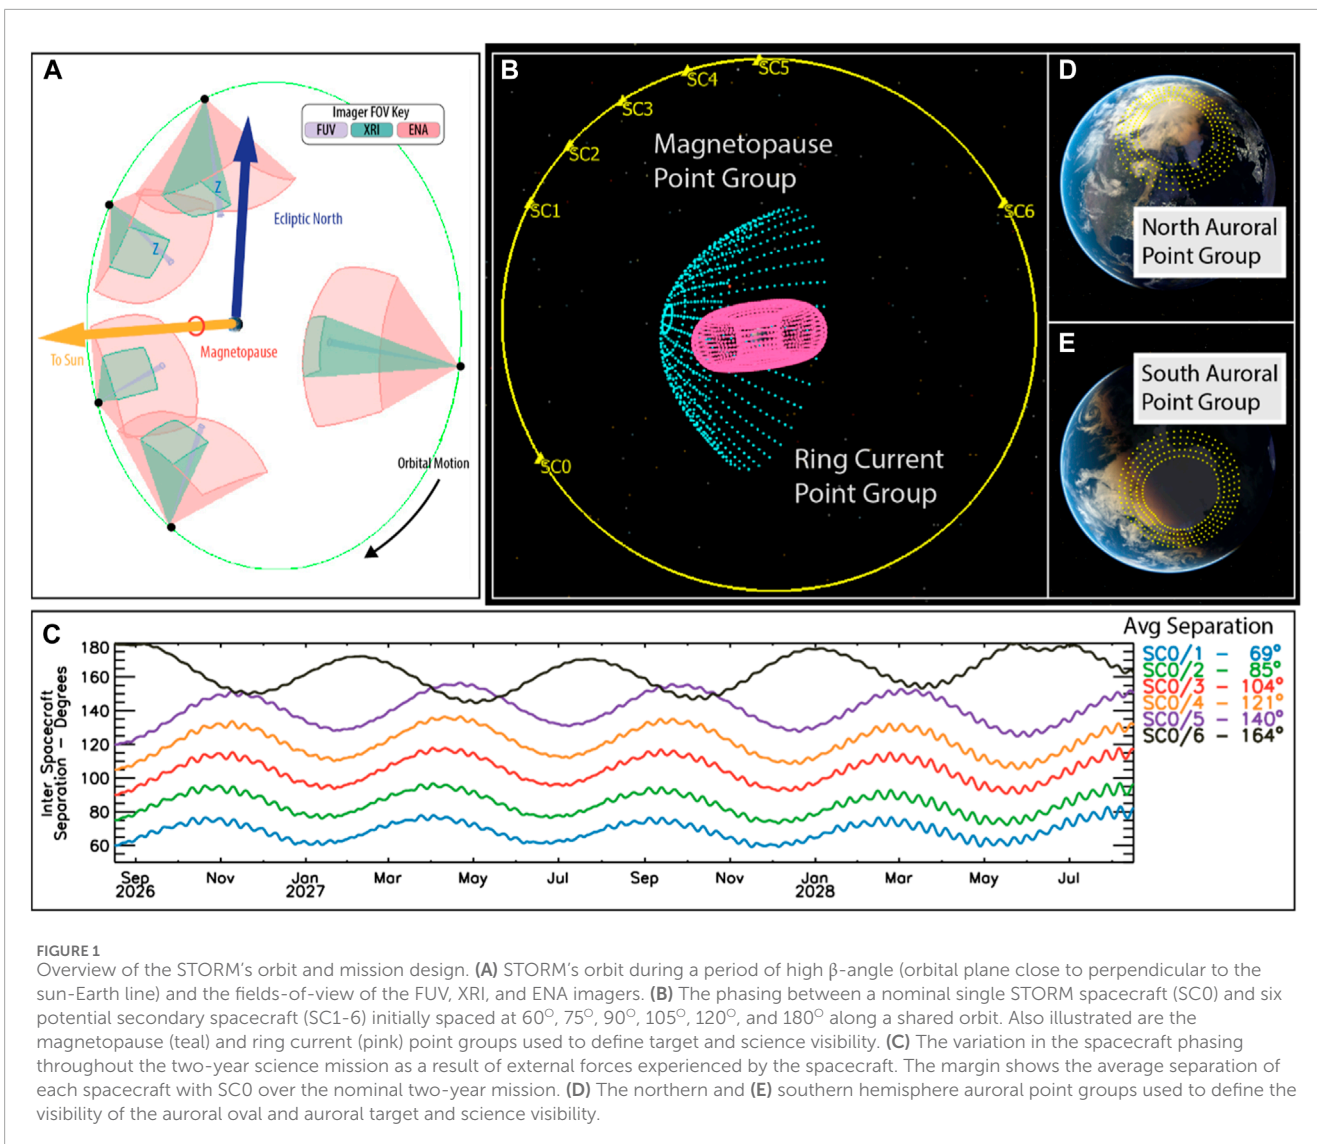 A
Imager FOV Key
FUV
XRI
ENA
Z
Ecliptic North
Z
To Sun
Magnetopause
Orbital Motion
B
SC5
SC4
SC3
SC2
SC1
SC6
SC0
Magnetopause
Point Group
Ring Current
Point Group
D
North Auroral
Point Group
E
South Auroral
Point Group
C
Inter Spacecraft
Separation – Degrees
180
160
140
120
100
80
60
Sep
2026
Nov
Jan
2027
Mar
May
Jul
Sep
Nov
Jan
2028
Mar
Jul
Avg Separation
SC0/1 – 69°
SC0/2 – 85°
SC0/3 – 104°
SC0/4 – 121°
SC0/5 – 140°
SC0/6 – 164°
FIGURE 1
Overview of the STORM's orbit and mission design. (A) STORM's orbit during a period of high β-angle (orbital plane close to perpendicular to the
sun-Earth line) and the fields-of-view of the FUV, XRI, and ENA imagers. (B) The phasing between a nominal single STORM spacecraft (SC0) and six
potential secondary spacecraft (SC1-6) initially spaced at 60°, 75°, 90°, 105°, 120°, and 180° along a shared orbit. Also illustrated are the
magnetopause (teal) and ring current (pink) point groups used to define target and science visibility. (C) The variation in the spacecraft phasing
throughout the two-year science mission as a result of external forces experienced by the spacecraft. The margin shows the average separation of
each spacecraft with SC0 over the nominal two-year mission. (D) The northern and (E) southern hemisphere auroral point groups used to define the
visibility of the auroral oval and auroral target and science visibility.